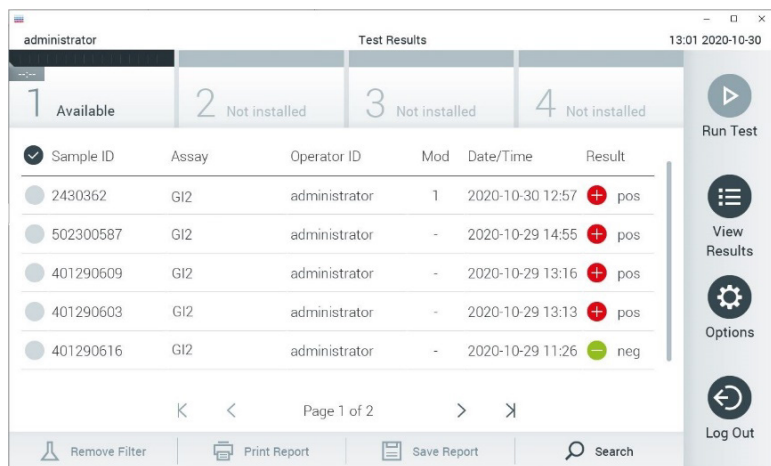 administrator Test Results 13:01 2020-10-30
--:--
1 Available 2 Not installed 3 Not installed 4 Not installed
Run Test
Sample ID Assay Operator ID Mod Date/Time Result
2430362 GI2 administrator 1 2020-10-30 12:57 pos
502300587 GI2 administrator - 2020-10-29 14:55 pos
View
Results
401290609 GI2 administrator - 2020-10-29 13:16 pos
401290603 GI2 administrator - 2020-10-29 13:13 pos
Options
401290616 GI2 administrator - 2020-10-29 11:26 neg
Page 1 of 2
Log Out
Remove Filter Print Report Save Report Search